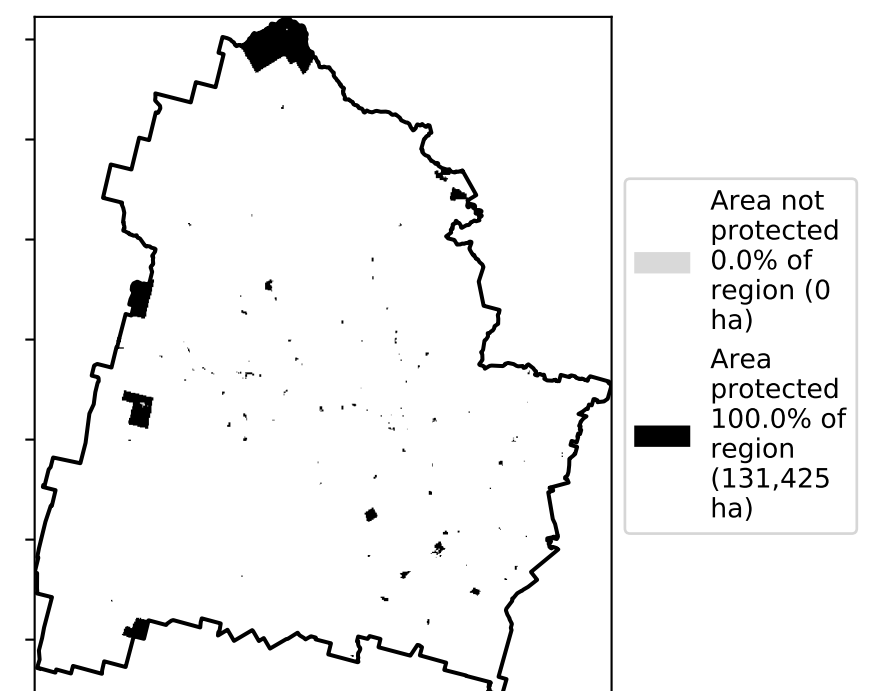 Area not
protected
0.0% of
region (0
ha)
Area
protected
100.0% of
region
(131,425
ha)